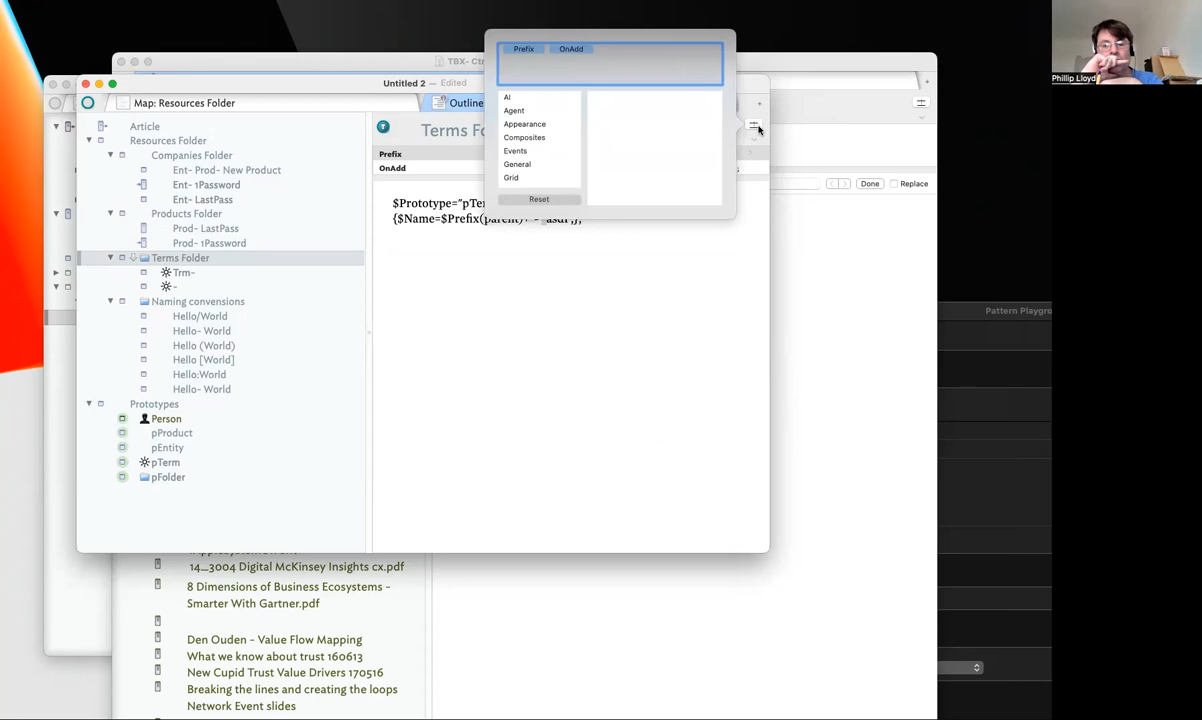 Prefix OnAdd
TBX- Ctr
Phillip Lloyd
Untitled 2 — Edited
Map: Resources Folder
Outline
AI
Agent
Appearance
Composites
Events
General
Grid
Reset
Article
Resources Folder
Companies Folder
Ent- Prod- New Product
Ent- 1Password
Ent- LastPass
Products Folder
Prod- LastPass
Prod- 1Password
Terms Folder
Trm-
-
Naming convensions
Hello/World
Hello- World
Hello (World)
Hello [World]
Hello:World
Hello- World
Prototypes
Person
pProduct
pEntity
pTerm
pFolder
Terms Fo
Prefix
OnAdd
$Prototype="pTer
{$Name=$Prefix(parent)+
Done Replace
Pattern Playgro
14_3004 Digital McKinsey Insights cx.pdf
8 Dimensions of Business Ecosystems -
Smarter With Gartner.pdf
Den Ouden - Value Flow Mapping
What we know about trust 160613
New Cupid Trust Value Drivers 170516
Breaking the lines and creating the loops
Network Event slides